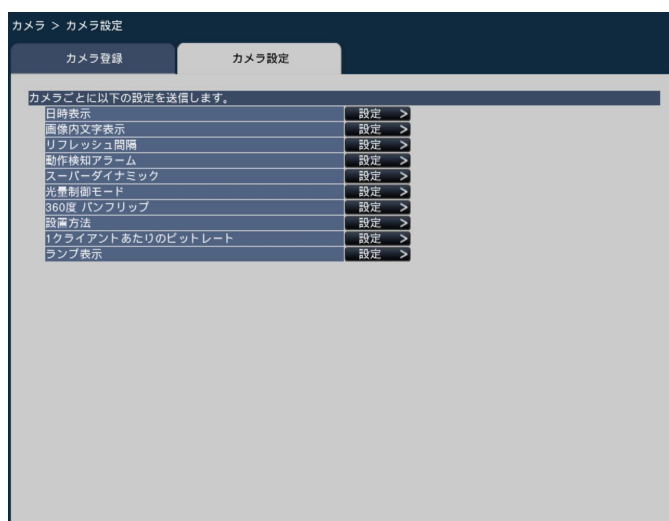 カメラ > カメラ設定
カメラ登録 カメラ設定
カメラごとに以下の設定を送信します。
日時表示 設定 >
画像内文字表示 設定 >
リフレッシュ間隔 設定 >
動作検知アラーム 設定 >
スーパーダイナミック 設定 >
光量制御モード 設定 >
360度 パンフリップ 設定 >
設置方法 設定 >
1クライアントあたりのビットレート 設定 >
ランプ表示 設定 >